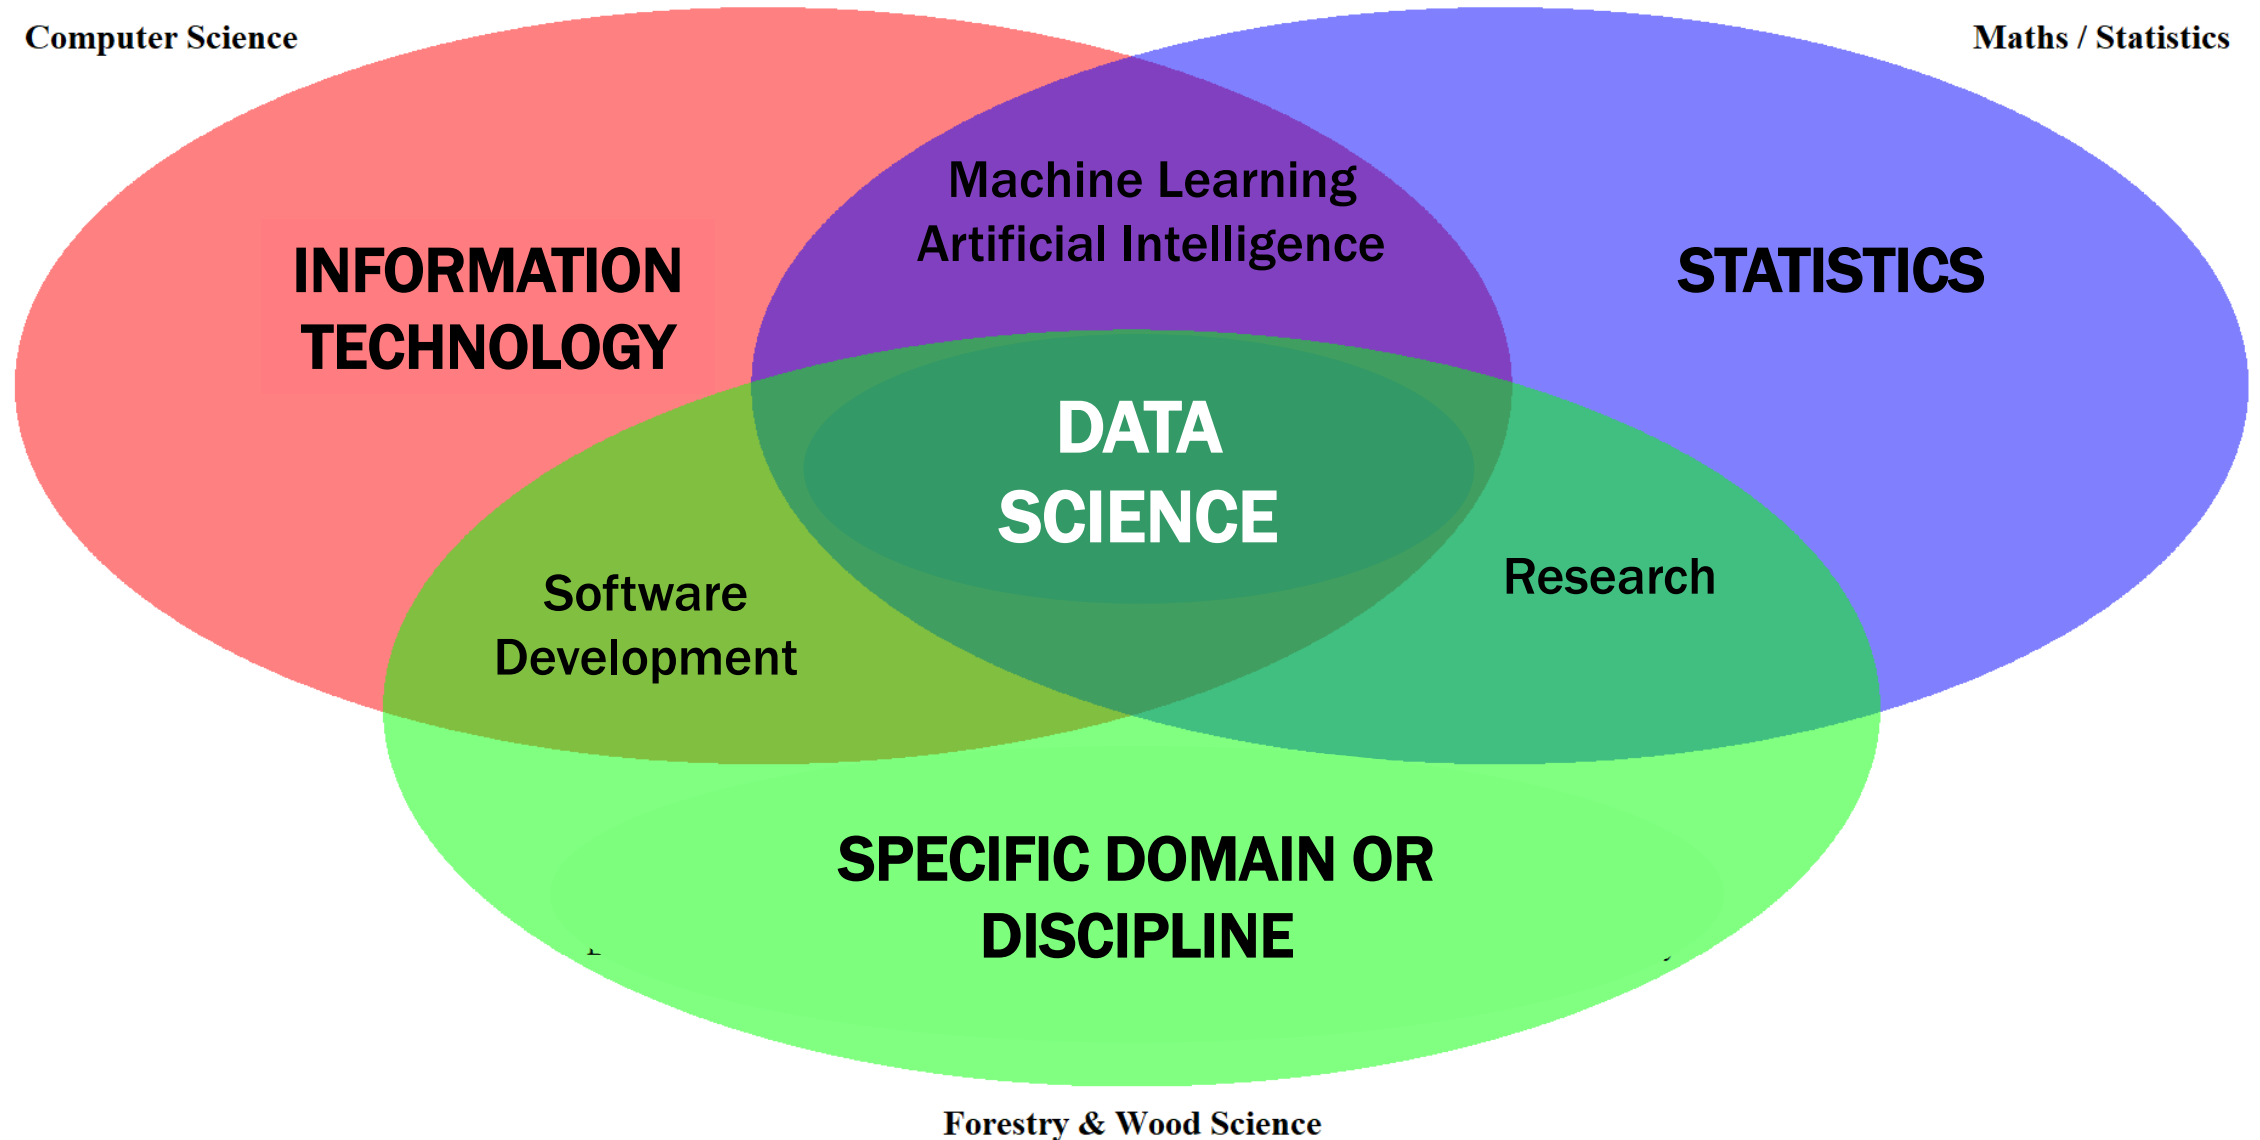 Computer Science
Maths / Statistics
Machine Learning
Artificial Intelligence
INFORMATION
TECHNOLOGY
STATISTICS
DATA
SCIENCE
Software
Development
Research
SPECIFIC DOMAIN OR
DISCIPLINE
Forestry & Wood Science